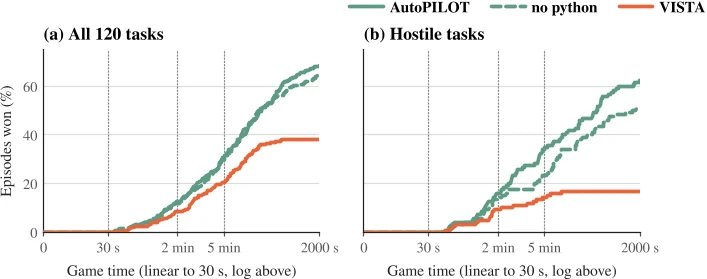 AutoPILOT no python VISTA
(a) All 120 tasks (b) Hostile tasks
Episodes won (%)
60
40
20
0
0 30 s 2 min 5 min 2000 s
0 30 s 2 min 5 min 2000 s
Game time (linear to 30 s, log above)
Game time (linear to 30 s, log above)